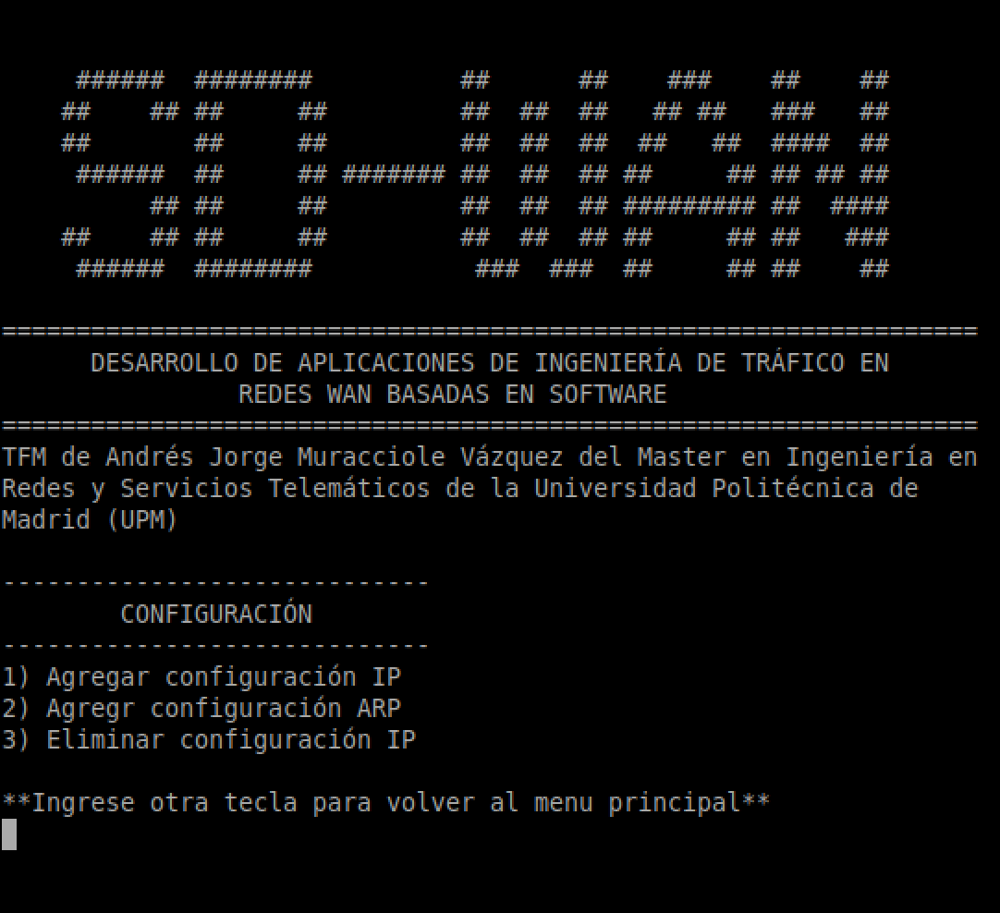 SD-WAN
==================================================================
DESARROLLO DE APLICACIONES DE INGENIERÍA DE TRÁFICO EN
REDES WAN BASADAS EN SOFTWARE
==================================================================
TFM de Andrés Jorge Muracciole Vázquez del Master en Ingeniería en
Redes y Servicios Telemáticos de la Universidad Politécnica de
Madrid (UPM)
-----------------------------
CONFIGURACIÓN
-----------------------------
1) Agregar configuración IP
2) Agregr configuración ARP
3) Eliminar configuración IP
**Ingrese otra tecla para volver al menu principal**